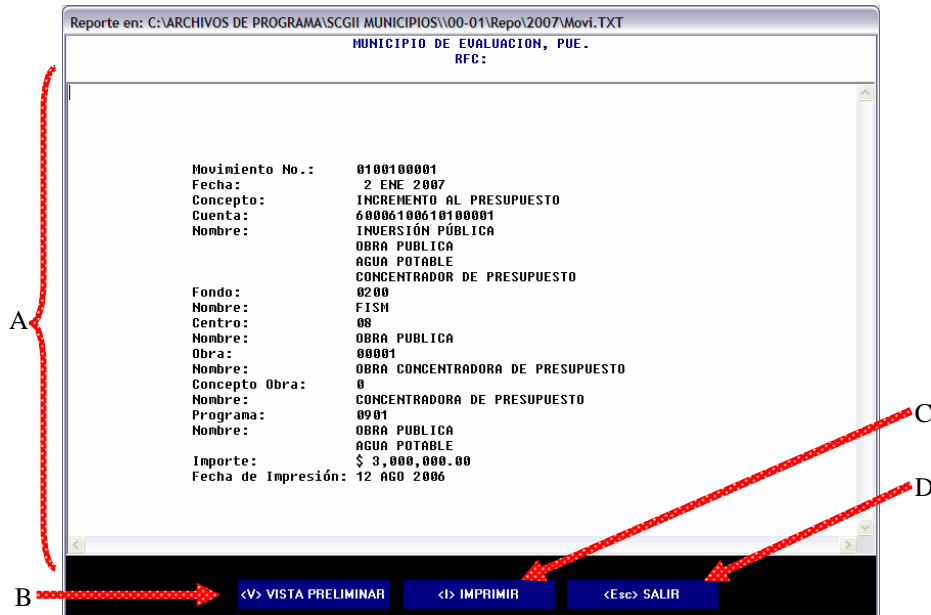 Reporte en: C:\ARCHIVOS DE PROGRAMA\SCGII MUNICIPIOS\\00-01\Repo\2007\Movi.TXT
MUNICIPIO DE EVALUACION, PUE.
RFC:
Movimiento No.: 0100100001
Fecha: 2 ENE 2007
Concepto: INCREMENTO AL PRESUPUESTO
Cuenta: 60006100610100001
Nombre: INVERSIÓN PÚBLICA
OBRA PUBLICA
AGUA POTABLE
CONCENTRADOR DE PRESUPUESTO
Fondo: 0200
Nombre: FISM
Centro: 08
Nombre: OBRA PUBLICA
Obra: 00001
Nombre: OBRA CONCENTRADORA DE PRESUPUESTO
Concepto Obra: 0
Nombre: CONCENTRADORA DE PRESUPUESTO
Programa: 0901
Nombre: OBRA PUBLICA
AGUA POTABLE
Importe: $ 3,000,000.00
Fecha de Impresión: 12 AGO 2006
A
C
D
B
<V> VISTA PRELIMINAR <I> IMPRIMIR <Esc> SALIR